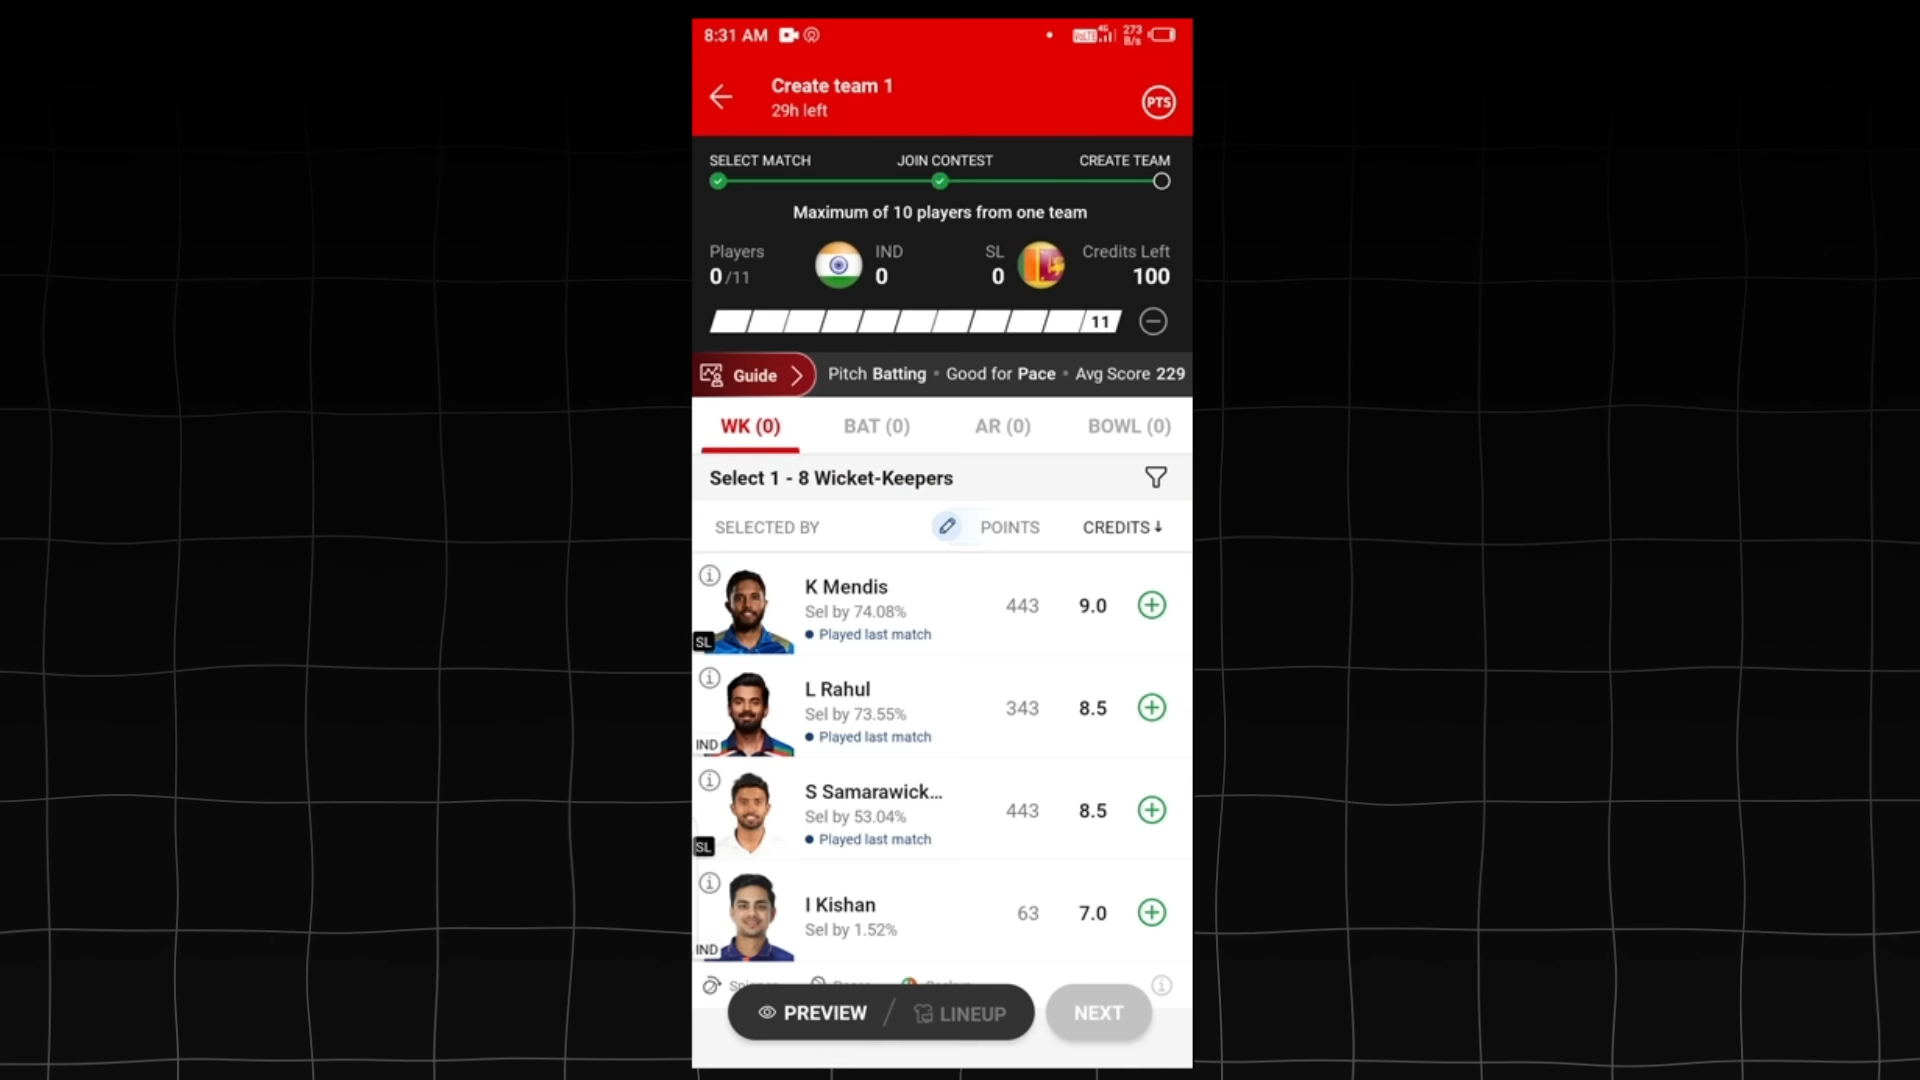 8:31 AM
VoLTE 4G 273 B/s
Create team 1
29h left
PTS
SELECT MATCH JOIN CONTEST CREATE TEAM
Maximum of 10 players from one team
Players IND SL Credits Left
0/11 0 0 100
11
Guide Pitch Batting • Good for Pace • Avg Score 229
WK (0) BAT (0) AR (0) BOWL (0)
Select 1 - 8 Wicket-Keepers
SELECTED BY POINTS CREDITS↓
K Mendis
Sel by 74.08% 443 9.0
Played last match
SL
L Rahul
Sel by 73.55% 343 8.5
Played last match
IND
S Samarawick...
Sel by 53.04% 443 8.5
Played last match
SL
I Kishan
Sel by 1.52% 63 7.0
IND
PREVIEW / LINEUP NEXT